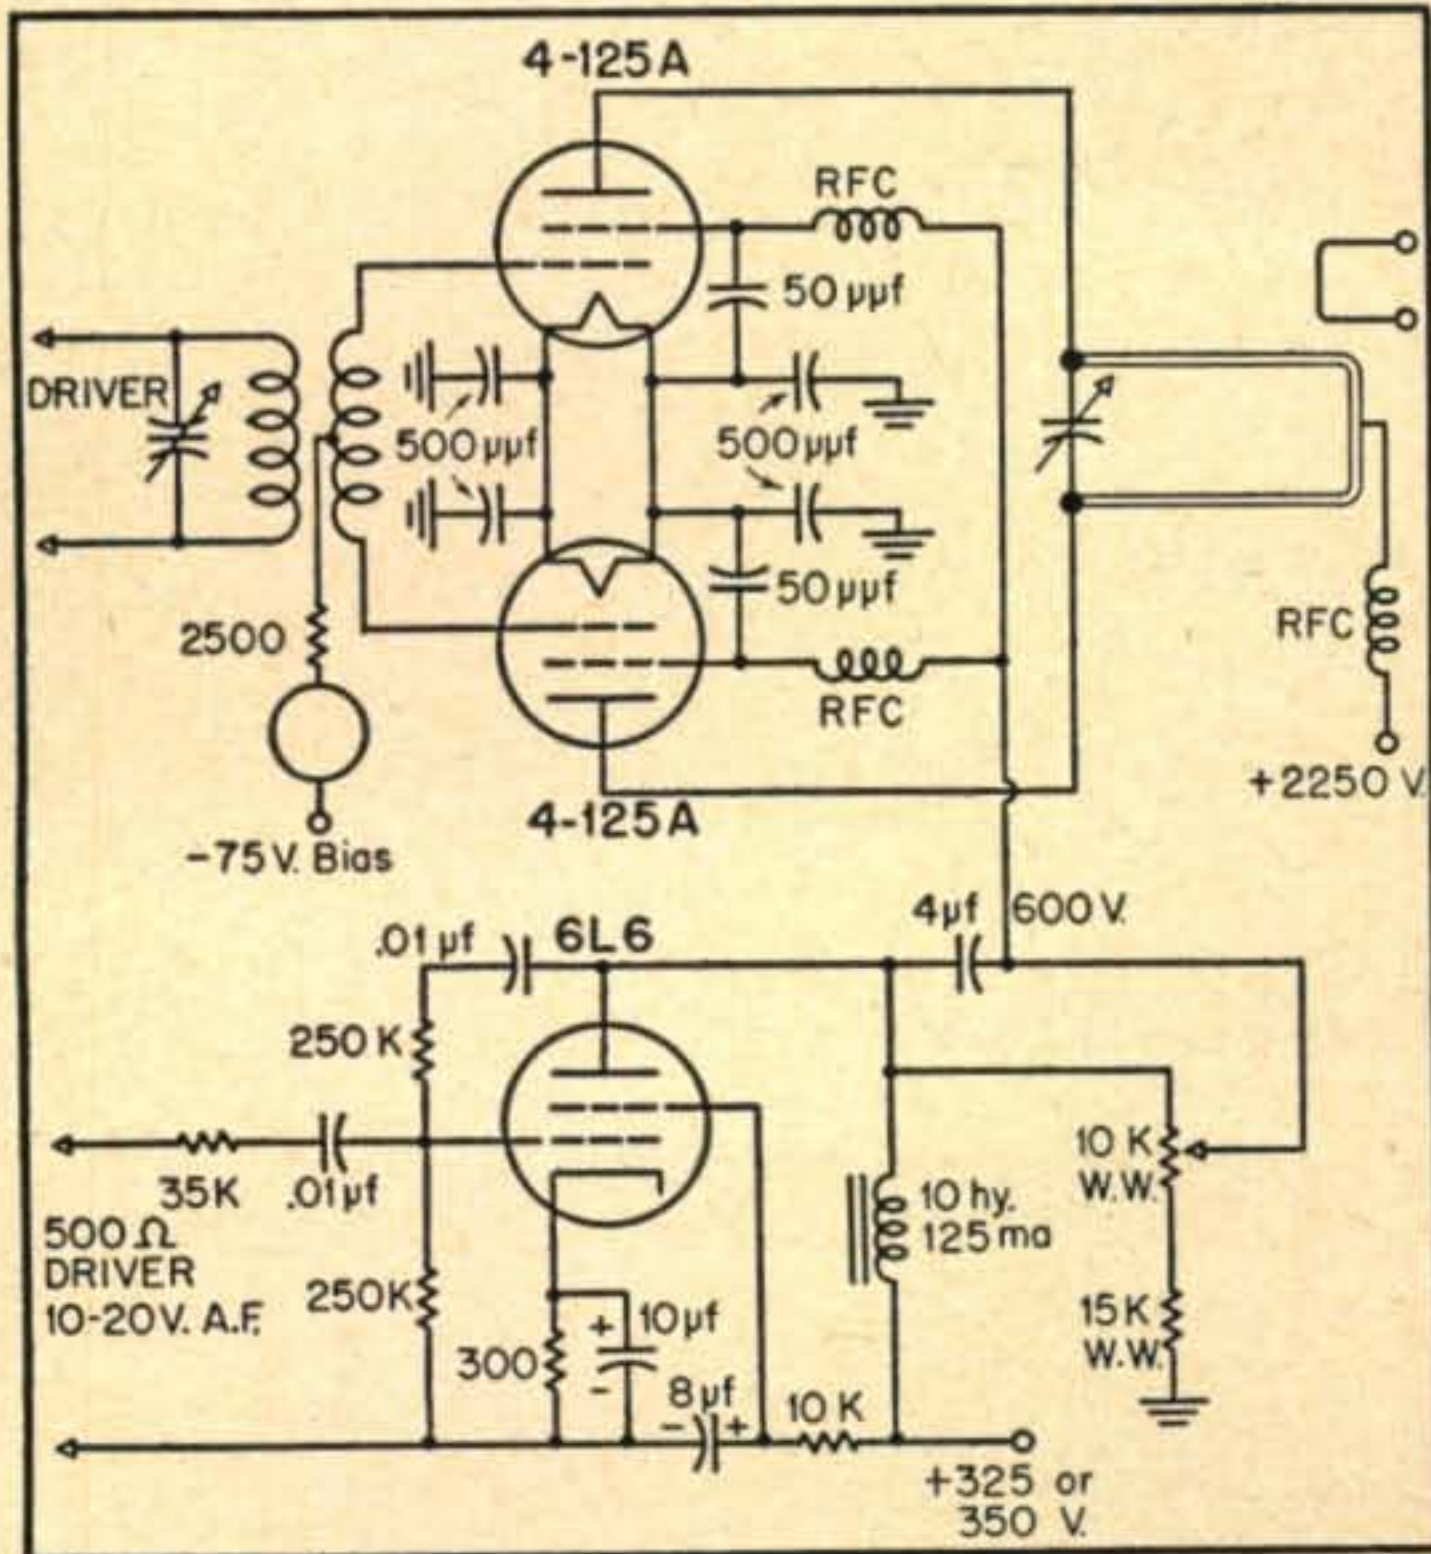 4-125A
RFC
50 µµf
DRIVER
500 µµf
500 µµf
50 µµf
2500
RFC
RFC
+2250 V.
4-125A
-75 V. Bias
4µf
600 V.
.01 µf
6L6
250 K
10 K
W.W.
35K
.01µf
10 hy.
125 ma
500 Ω
DRIVER
10-20V. A.F.
250K
+
10µf
15 K
W.W.
300
-
8µf
-
+
10 K
+325 or
350 V.